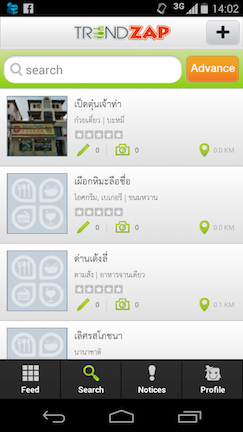 3G 14:02
TRENDZAP +
search Advance
เป็ดตุ๋นเจ้าท่า
ก๋วยเตี๋ยว | บะหมี่
0 0 0.0 KM.
เผือกหิมะลือชื่อ
ไอศกรีม, เบเกอรี่ | ขนมหวาน
0 0 0.0 KM.
ด่านเต้งลี่
ตามสั่ง | อาหารจานเดียว
0 0 0.1 KM.
เลิศรสโภชนา
นานาชาติ
Feed Search Notices Profile